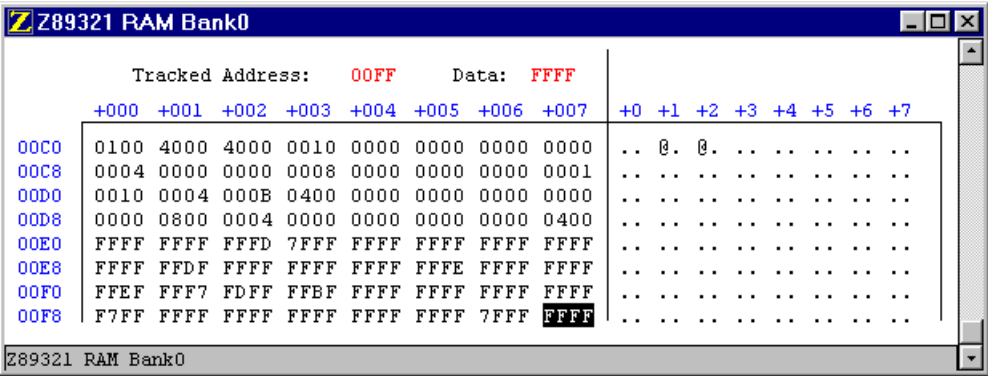 Z89321 RAM Bank0
Tracked Address: 00FF Data: FFFF
+000 +001 +002 +003 +004 +005 +006 +007 +0 +1 +2 +3 +4 +5 +6 +7
00C0 0100 4000 4000 0010 0000 0000 0000 0000 .. @. @. .. .. .. .. ..
00C8 0004 0000 0000 0008 0000 0000 0000 0001 .. .. .. .. .. .. .. ..
00D0 0010 0004 000B 0400 0000 0000 0000 0000 .. .. .. .. .. .. .. ..
00D8 0000 0800 0004 0000 0000 0000 0000 0400 .. .. .. .. .. .. .. ..
00E0 FFFF FFFF FFFD 7FFF FFFF FFFF FFFF FFFF .. .. .. .. .. .. .. ..
00E8 FFFF FFDF FFFF FFFF FFFF FFFE FFFF FFFF .. .. .. .. .. .. .. ..
00F0 FFEF FFF7 FDFF FFBF FFFF FFFF FFFF FFFF .. .. .. .. .. .. .. ..
00F8 F7FF FFFF FFFF FFFF FFFF FFFF 7FFF FFFF .. .. .. .. .. .. .. ..
Z89321 RAM Bank0